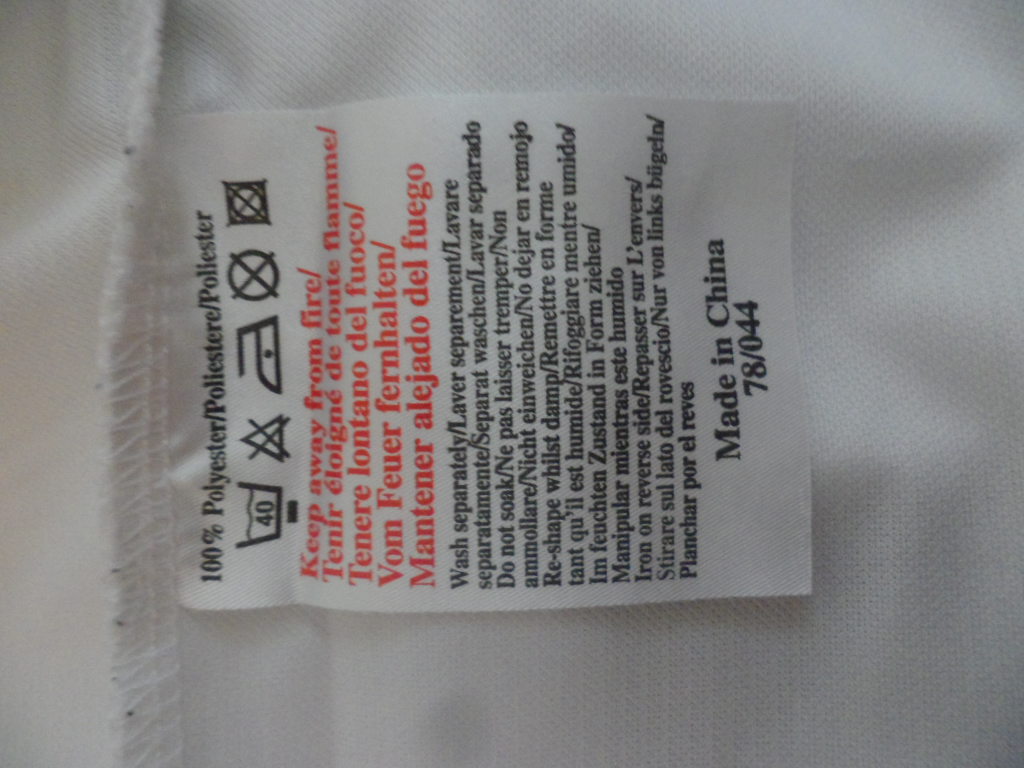 100% Polyester/Poliestere/Poliester
40
Keep away from fire/
Tenir éloigné de toute flamme/
Tenere lontano del fuoco/
Vom Feuer fernhalten/
Mantener alejado del fuego
Wash separately/Laver separement/Lavare
separatamente/Separat waschen/Lavar separado
Do not soak/Ne pas laisser tremper/Non
ammollare/Nicht einweichen/No dejar en remojo
Re-shape whilst damp/Remettre en forme
tant qu'il est humide/Rifoggiare mentre umido/
Im feuchten Zustand in Form ziehen/
Manipular mientras este humido
Iron on reverse side/Repasser sur L'envers/
Stirare sul lato del rovescio/Nur von links bügeln/
Planchar por el reves
Made in China
78/044